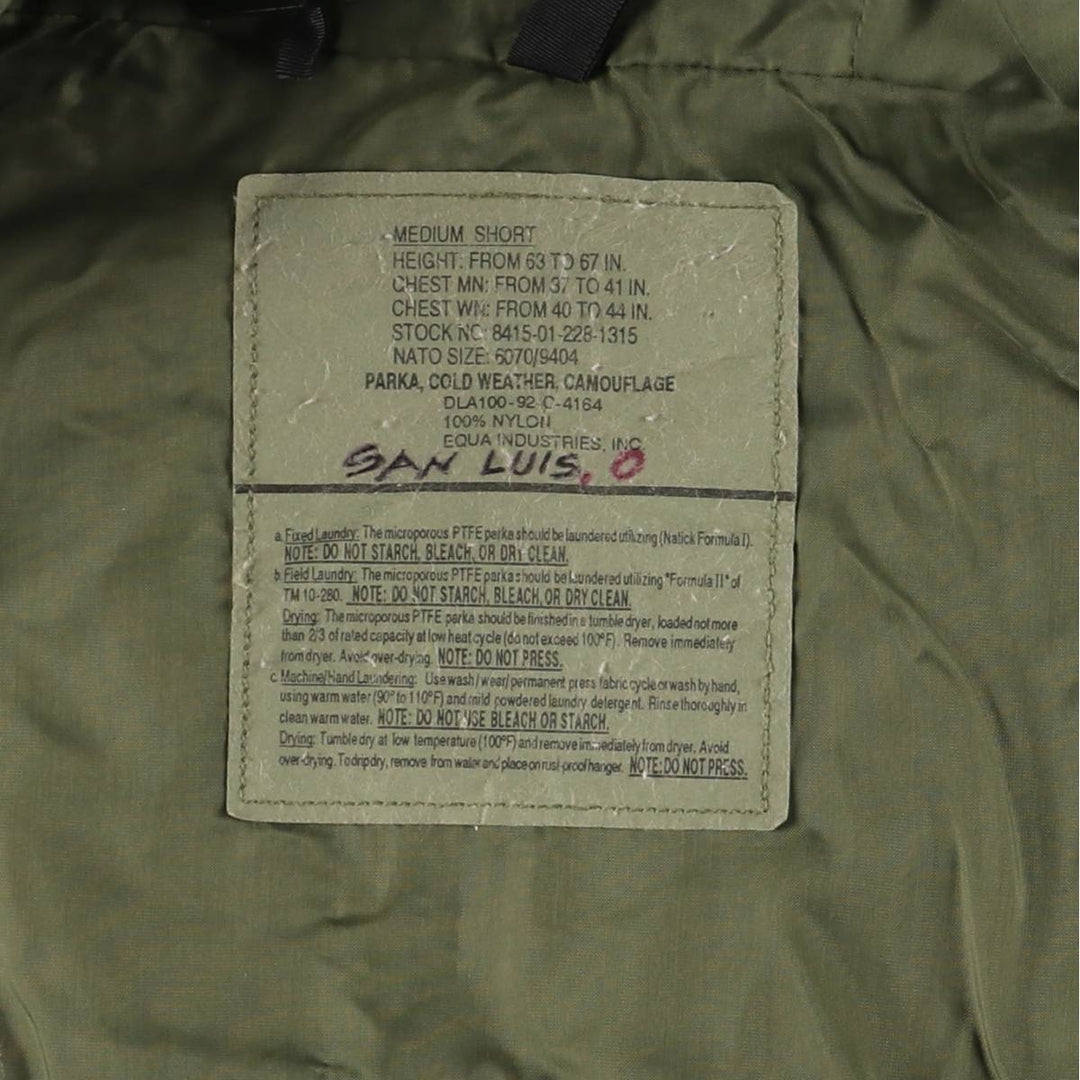 MEDIUM SHORT
HEIGHT: FROM 63 TO 67 IN.
CHEST MN: FROM 37 TO 41 IN.
CHEST WN: FROM 40 TO 44 IN.
STOCK NO: 8415-01-228-1315
NATO SIZE: 6070/9404
PARKA, COLD WEATHER, CAMOUFLAGE
DLA100-92-C-4164
100% NYLON
EQUA INDUSTRIES, INC
SAN LUIS, O
a. Fixed Laundry: The microporous PTFE parka should be laundered utilizing (Natick Formula I).
NOTE: DO NOT STARCH, BLEACH, OR DRY CLEAN.
b. Field Laundry: The microporous PTFE parka should be laundered utilizing "Formula II" of
TM 10-280. NOTE: DO NOT STARCH, BLEACH, OR DRY CLEAN.
Drying: The microporous PTFE parka should be finished in a tumble dryer, loaded not more
than 2/3 of rated capacity at low heat cycle (do not exceed 100°F). Remove immediately
from dryer. Avoid over-drying. NOTE: DO NOT PRESS.
c. Machine/Hand Laundering: Use wash/wear/permanent press fabric cycle or wash by hand,
using warm water (90° to 110°F) and mild powdered laundry detergent. Rinse thoroughly in
clean warm water. NOTE: DO NOT USE BLEACH OR STARCH.
Drying: Tumble dry at low temperature (100°F) and remove immediately from dryer. Avoid
over-drying. To drip dry, remove from water and place on rust-proof hanger. NOTE: DO NOT PRESS.